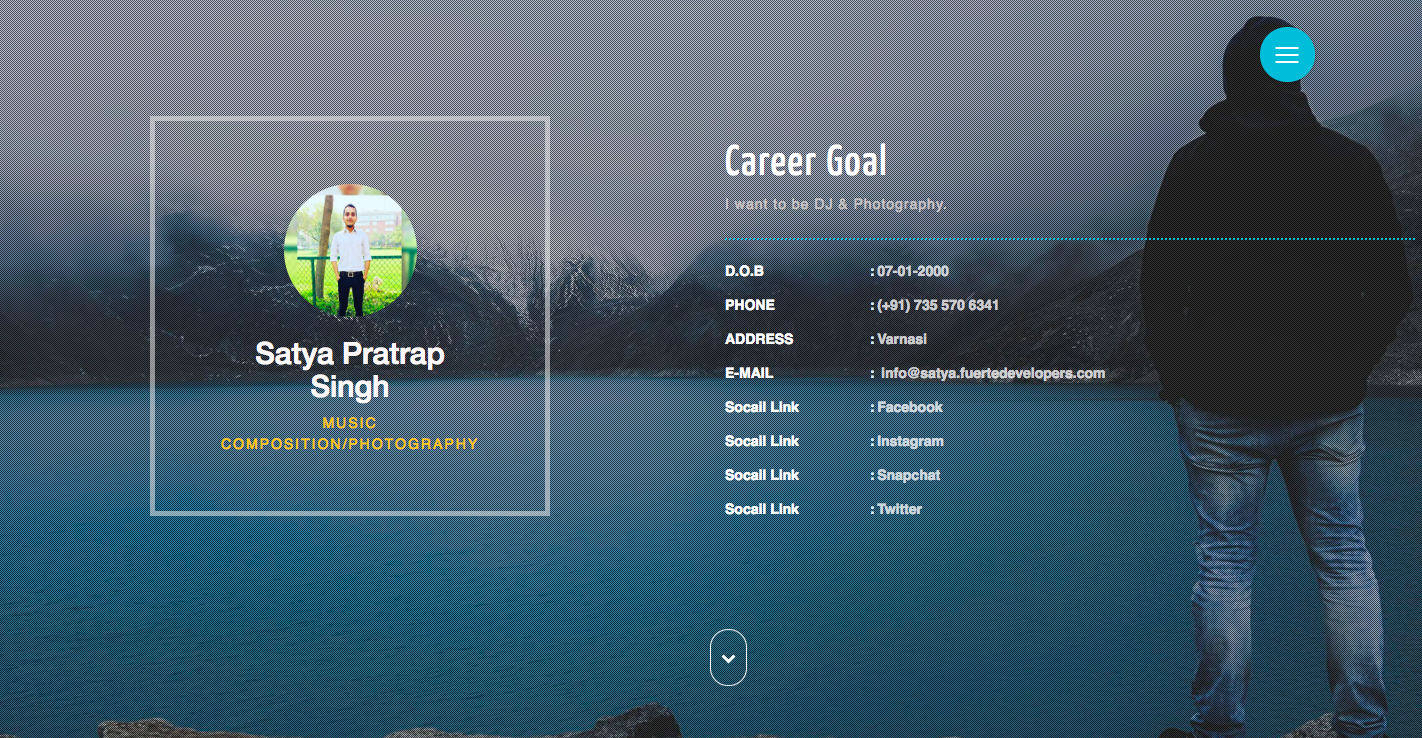 Career Goal
I want to be DJ & Photography.
Satya Pratrap
Singh
MUSIC
COMPOSITION/PHOTOGRAPHY
D.O.B : 07-01-2000
PHONE : (+91) 735 570 6341
ADDRESS : Varnasi
E-MAIL : info@satya.fuertedevelopers.com
Socail Link : Facebook
Socail Link : Instagram
Socail Link : Snapchat
Socail Link : Twitter